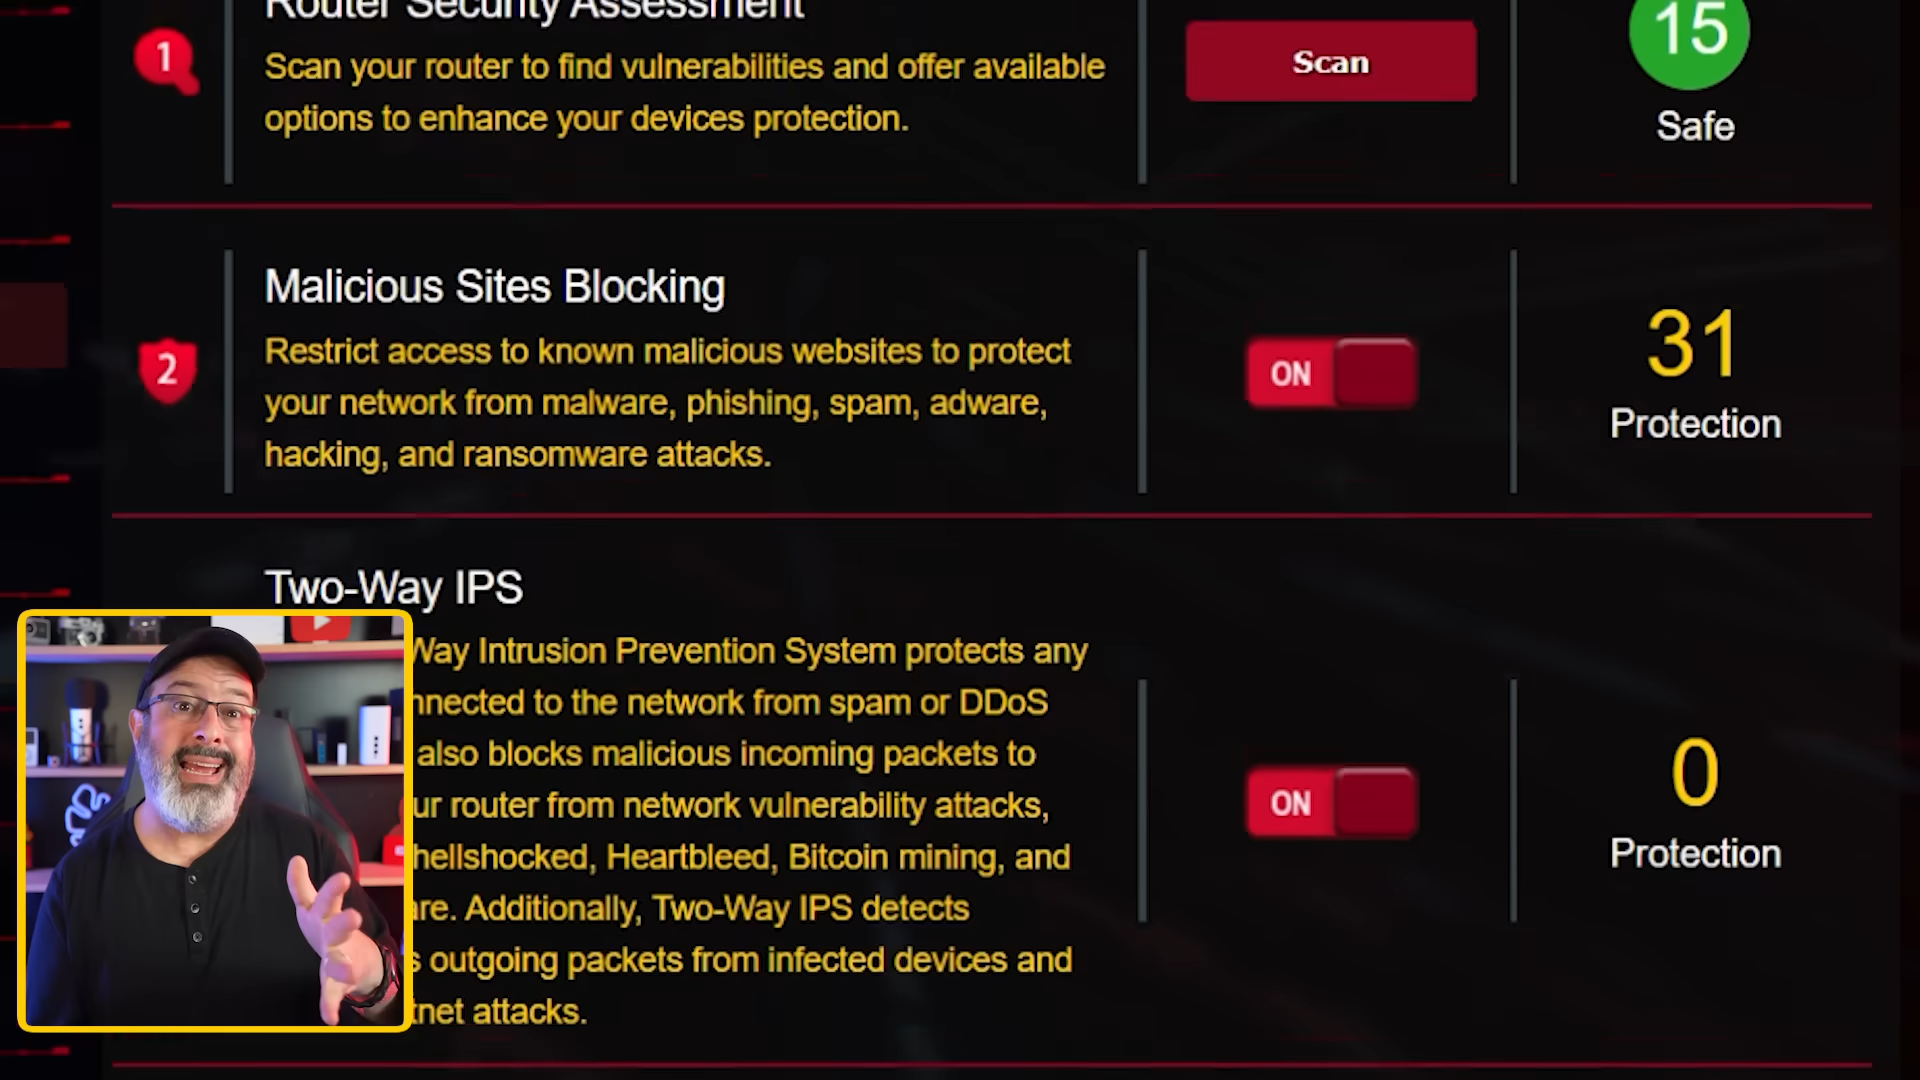 Router Security Assessment
1
Scan your router to find vulnerabilities and offer available
options to enhance your devices protection.
Scan
15
Safe
Malicious Sites Blocking
2
Restrict access to known malicious websites to protect
your network from malware, phishing, spam, adware,
hacking, and ransomware attacks.
ON
31
Protection
Two-Way IPS
Way Intrusion Prevention System protects any
nnected to the network from spam or DDoS
also blocks malicious incoming packets to
ur router from network vulnerability attacks,
hellshocked, Heartbleed, Bitcoin mining, and
are. Additionally, Two-Way IPS detects
s outgoing packets from infected devices and
tnet attacks.
ON
0
Protection